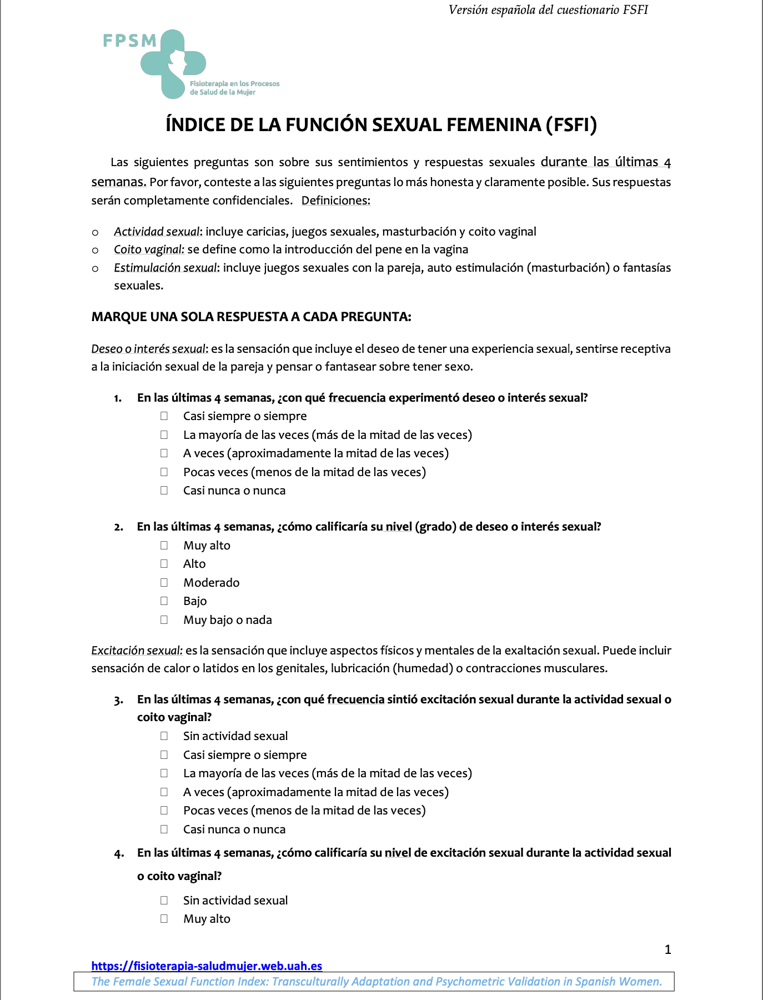 Versión española del cuestionario FSFI
FPSM
Fisioterapia en los Procesos
de Salud de la Mujer
ÍNDICE DE LA FUNCIÓN SEXUAL FEMENINA (FSFI)
Las siguientes preguntas son sobre sus sentimientos y respuestas sexuales durante las últimas 4
semanas. Por favor, conteste a las siguientes preguntas lo más honesta y claramente posible. Sus respuestas
serán completamente confidenciales. Definiciones:
o Actividad sexual: incluye caricias, juegos sexuales, masturbación y coito vaginal
o Coito vaginal: se define como la introducción del pene en la vagina
o Estimulación sexual: incluye juegos sexuales con la pareja, auto estimulación (masturbación) o fantasías
sexuales.
MARQUE UNA SOLA RESPUESTA A CADA PREGUNTA:
Deseo o interés sexual: es la sensación que incluye el deseo de tener una experiencia sexual, sentirse receptiva
a la iniciación sexual de la pareja y pensar o fantasear sobre tener sexo.
1. En las últimas 4 semanas, ¿con qué frecuencia experimentó deseo o interés sexual?
☐ Casi siempre o siempre
☐ La mayoría de las veces (más de la mitad de las veces)
☐ A veces (aproximadamente la mitad de las veces)
☐ Pocas veces (menos de la mitad de las veces)
☐ Casi nunca o nunca
2. En las últimas 4 semanas, ¿cómo calificaría su nivel (grado) de deseo o interés sexual?
☐ Muy alto
☐ Alto
☐ Moderado
☐ Bajo
☐ Muy bajo o nada
Excitación sexual: es la sensación que incluye aspectos físicos y mentales de la exaltación sexual. Puede incluir
sensación de calor o latidos en los genitales, lubricación (humedad) o contracciones musculares.
3. En las últimas 4 semanas, ¿con qué frecuencia sintió excitación sexual durante la actividad sexual o
coito vaginal?
☐ Sin actividad sexual
☐ Casi siempre o siempre
☐ La mayoría de las veces (más de la mitad de las veces)
☐ A veces (aproximadamente la mitad de las veces)
☐ Pocas veces (menos de la mitad de las veces)
☐ Casi nunca o nunca
4. En las últimas 4 semanas, ¿cómo calificaría su nivel de excitación sexual durante la actividad sexual
o coito vaginal?
☐ Sin actividad sexual
☐ Muy alto
1
https://fisioterapia-saludmujer.web.uah.es
The Female Sexual Function Index: Transculturally Adaptation and Psychometric Validation in Spanish Women.